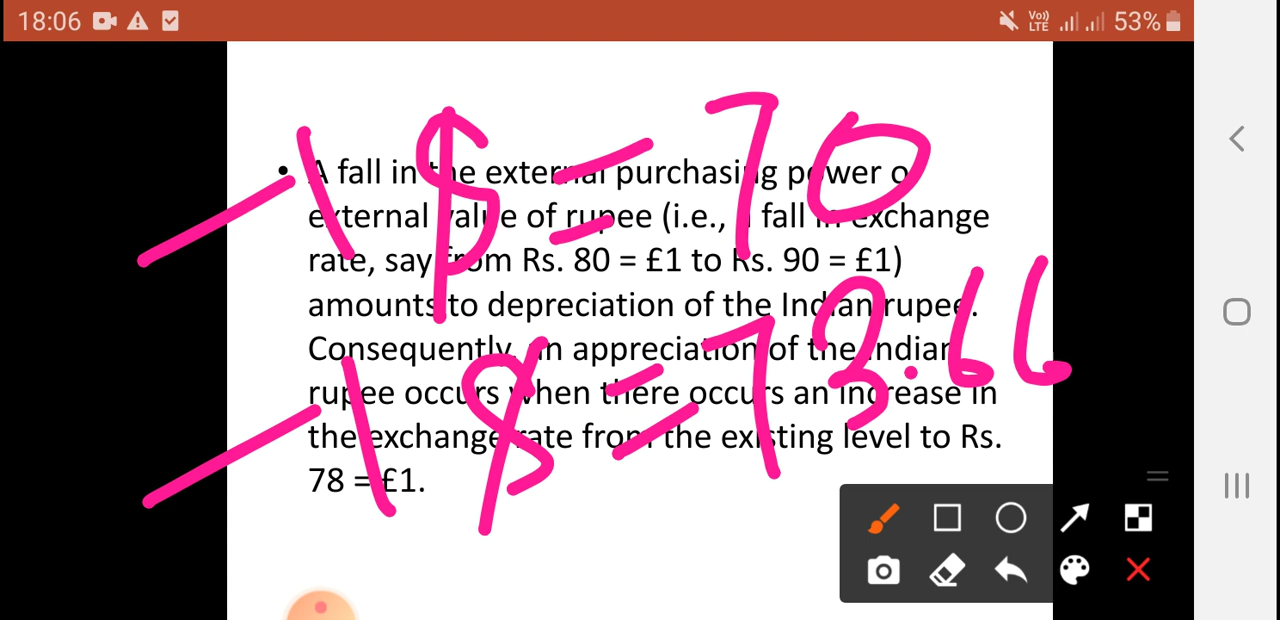 18:06 Vo)) LTE 53%
- 1 $ = 70
• A fall in the external purchasing power o
external value of rupee (i.e., fall in exchange
rate, say from Rs. 80 = £1 to Rs. 90 = £1)
amounts to depreciation of the Indian rupee.
Consequently, an appreciation of the Indian
- 1 $ = 73.66
rupee occurs when there occurs an increase in
the exchange rate from the existing level to Rs.
78 = £1.